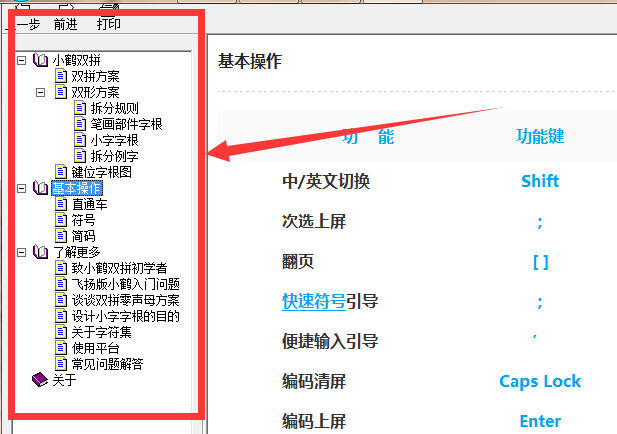 上一步 前进 打印
小鹤双拼
双拼方案
双形方案
拆分规则
笔画部件字根
小字字根
拆分例字
键位字根图
基本操作
直通车
符号
简码
了解更多
致小鹤双拼初学者
飞扬版小鹤入门问题
谈谈双拼零声母方案
设计小字字根的目的
关于字符集
使用平台
常见问题解答
关于
基本操作
功 能 功能键
中/英文切换 Shift
次选上屏 ;
翻页 [ ]
快速符号引导 ;
便捷输入引导 ′
编码清屏 Caps Lock
编码上屏 Enter